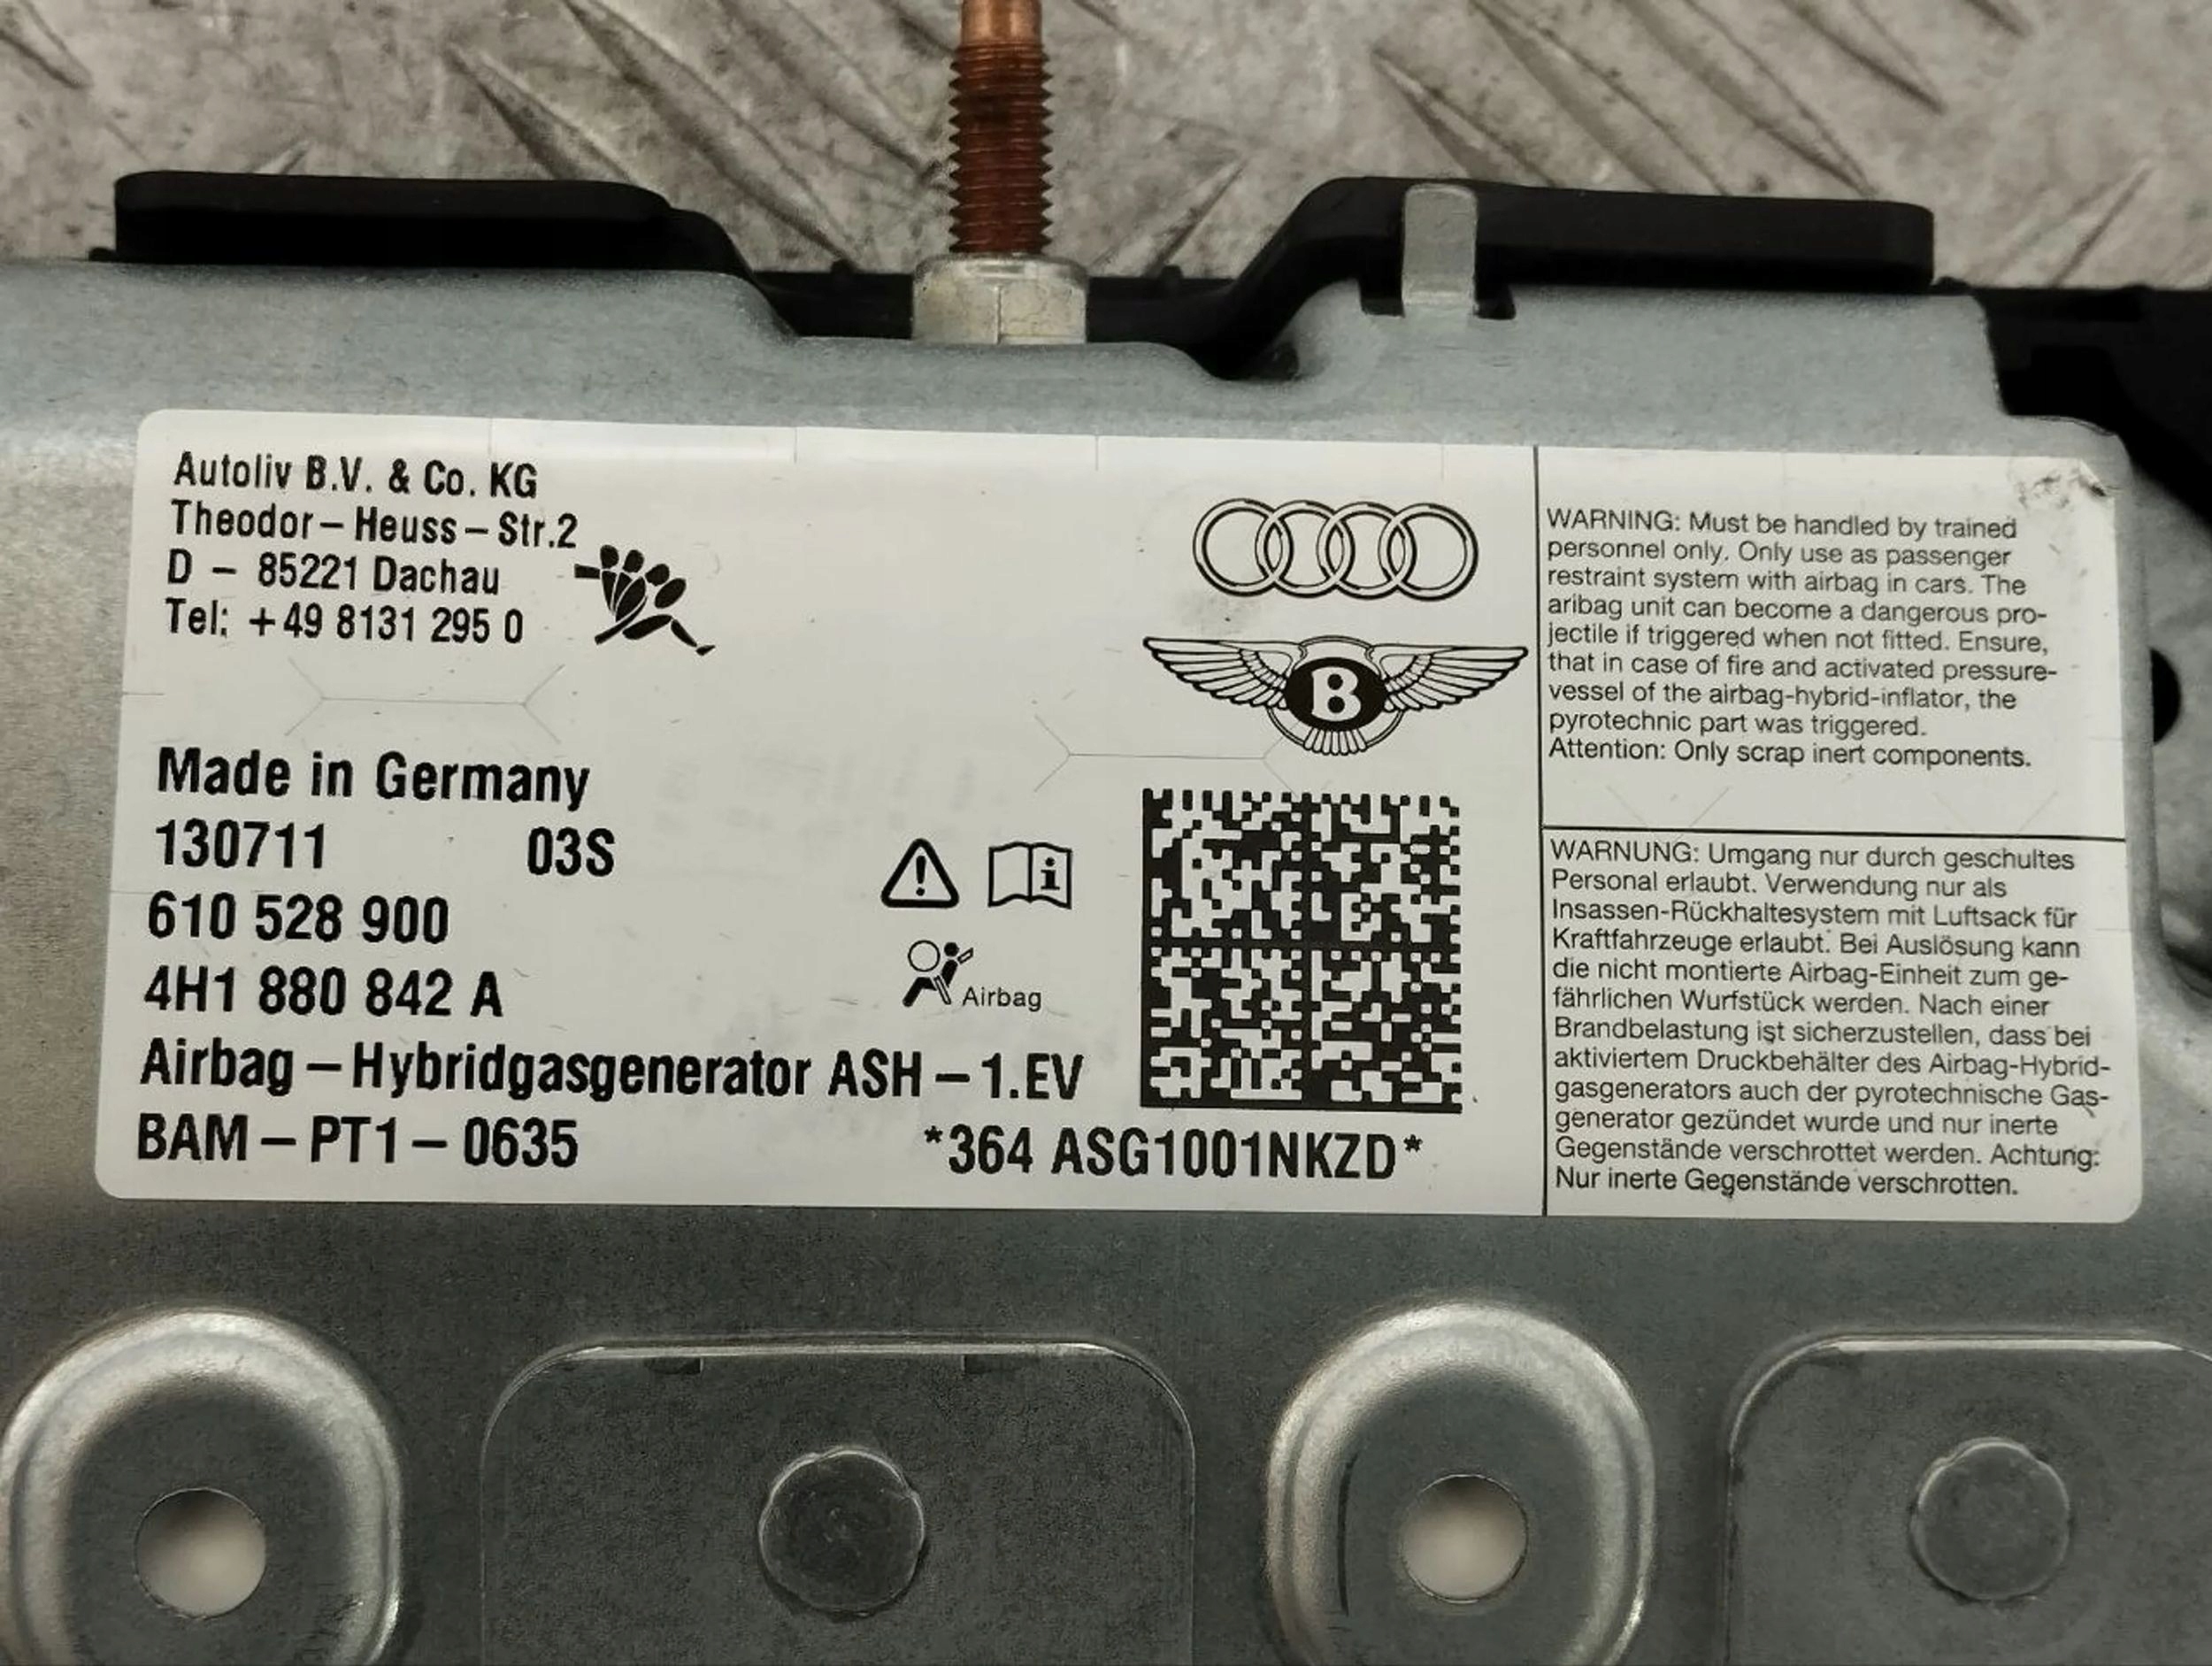 Autoliv B.V. & Co. KG
Theodor-Heuss-Str.2
D - 85221 Dachau
Tel: +49 8131 295 0
Made in Germany
130711 03S
610 528 900
4H1 880 842 A
Airbag-Hybridgasgenerator ASH-1.EV
BAM-PT1-0635
B
Airbag
*364 ASG1001NKZD*
WARNING: Must be handled by trained
personnel only. Only use as passenger
restraint system with airbag in cars. The
aribag unit can become a dangerous pro-
jectile if triggered when not fitted. Ensure,
that in case of fire and activated pressure-
vessel of the airbag-hybrid-inflator, the
pyrotechnic part was triggered.
Attention: Only scrap inert components.
WARNUNG: Umgang nur durch geschultes
Personal erlaubt. Verwendung nur als
Insassen-Rückhaltesystem mit Luftsack für
Kraftfahrzeuge erlaubt. Bei Auslösung kann
die nicht montierte Airbag-Einheit zum ge-
fährlichen Wurfstück werden. Nach einer
Brandbelastung ist sicherzustellen, dass bei
aktiviertem Druckbehälter des Airbag-Hybrid-
gasgenerators auch der pyrotechnische Gas-
generator gezündet wurde und nur inerte
Gegenstände verschrottet werden. Achtung:
Nur inerte Gegenstände verschrotten.